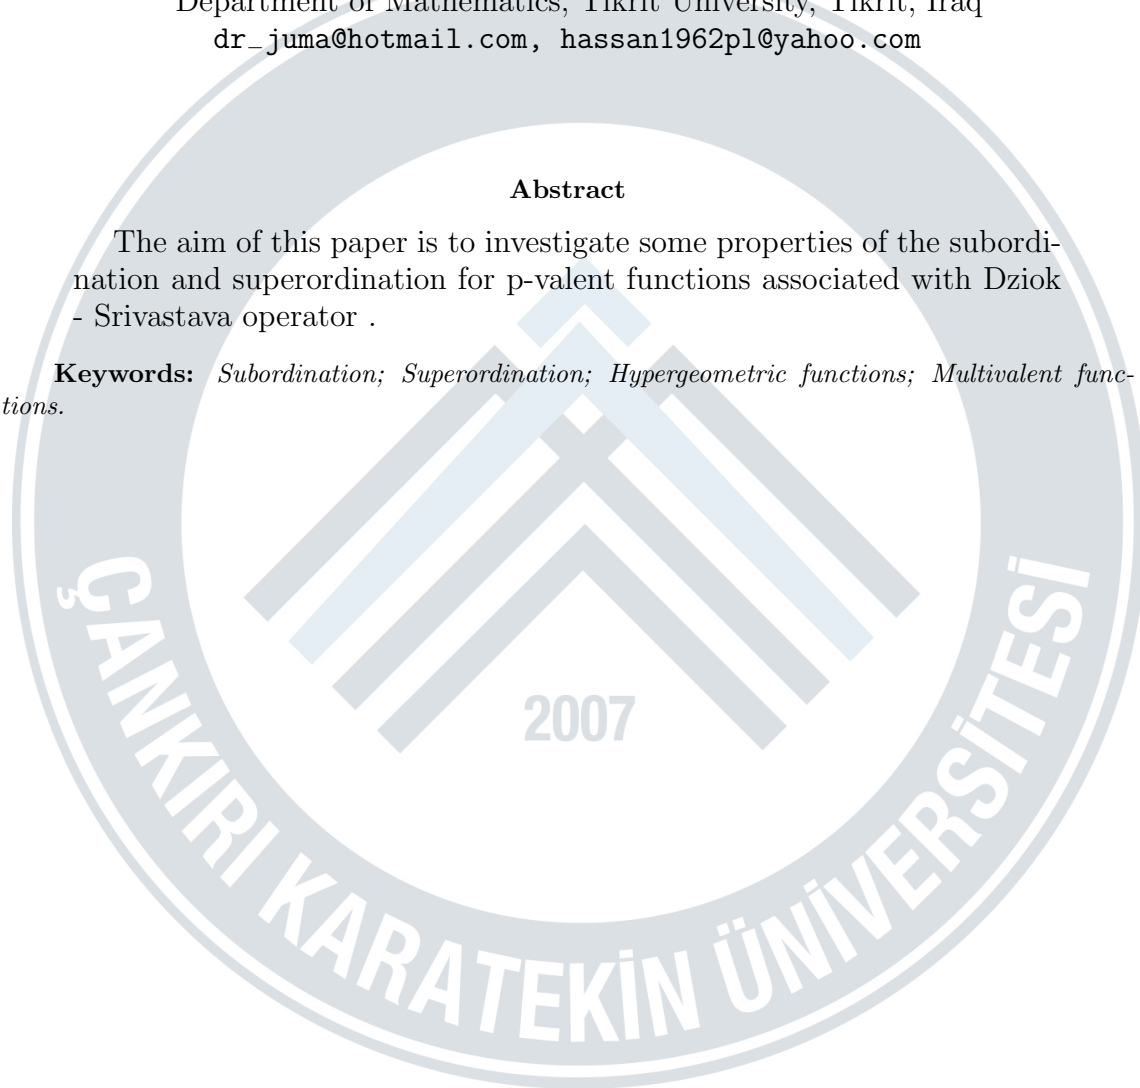 Department of Mathematics, Tikrit University, Tikrit, Iraq
dr_juma@hotmail.com, hassan1962pl@yahoo.com
Abstract
The aim of this paper is to investigate some properties of the subordi-
nation and superordination for p-valent functions associated with Dziok
- Srivastava operator .
Keywords: Subordination; Superordination; Hypergeometric functions; Multivalent func-
tions.
2007
ÇANKIRI KARATEKİN ÜNİVERSİTESİ